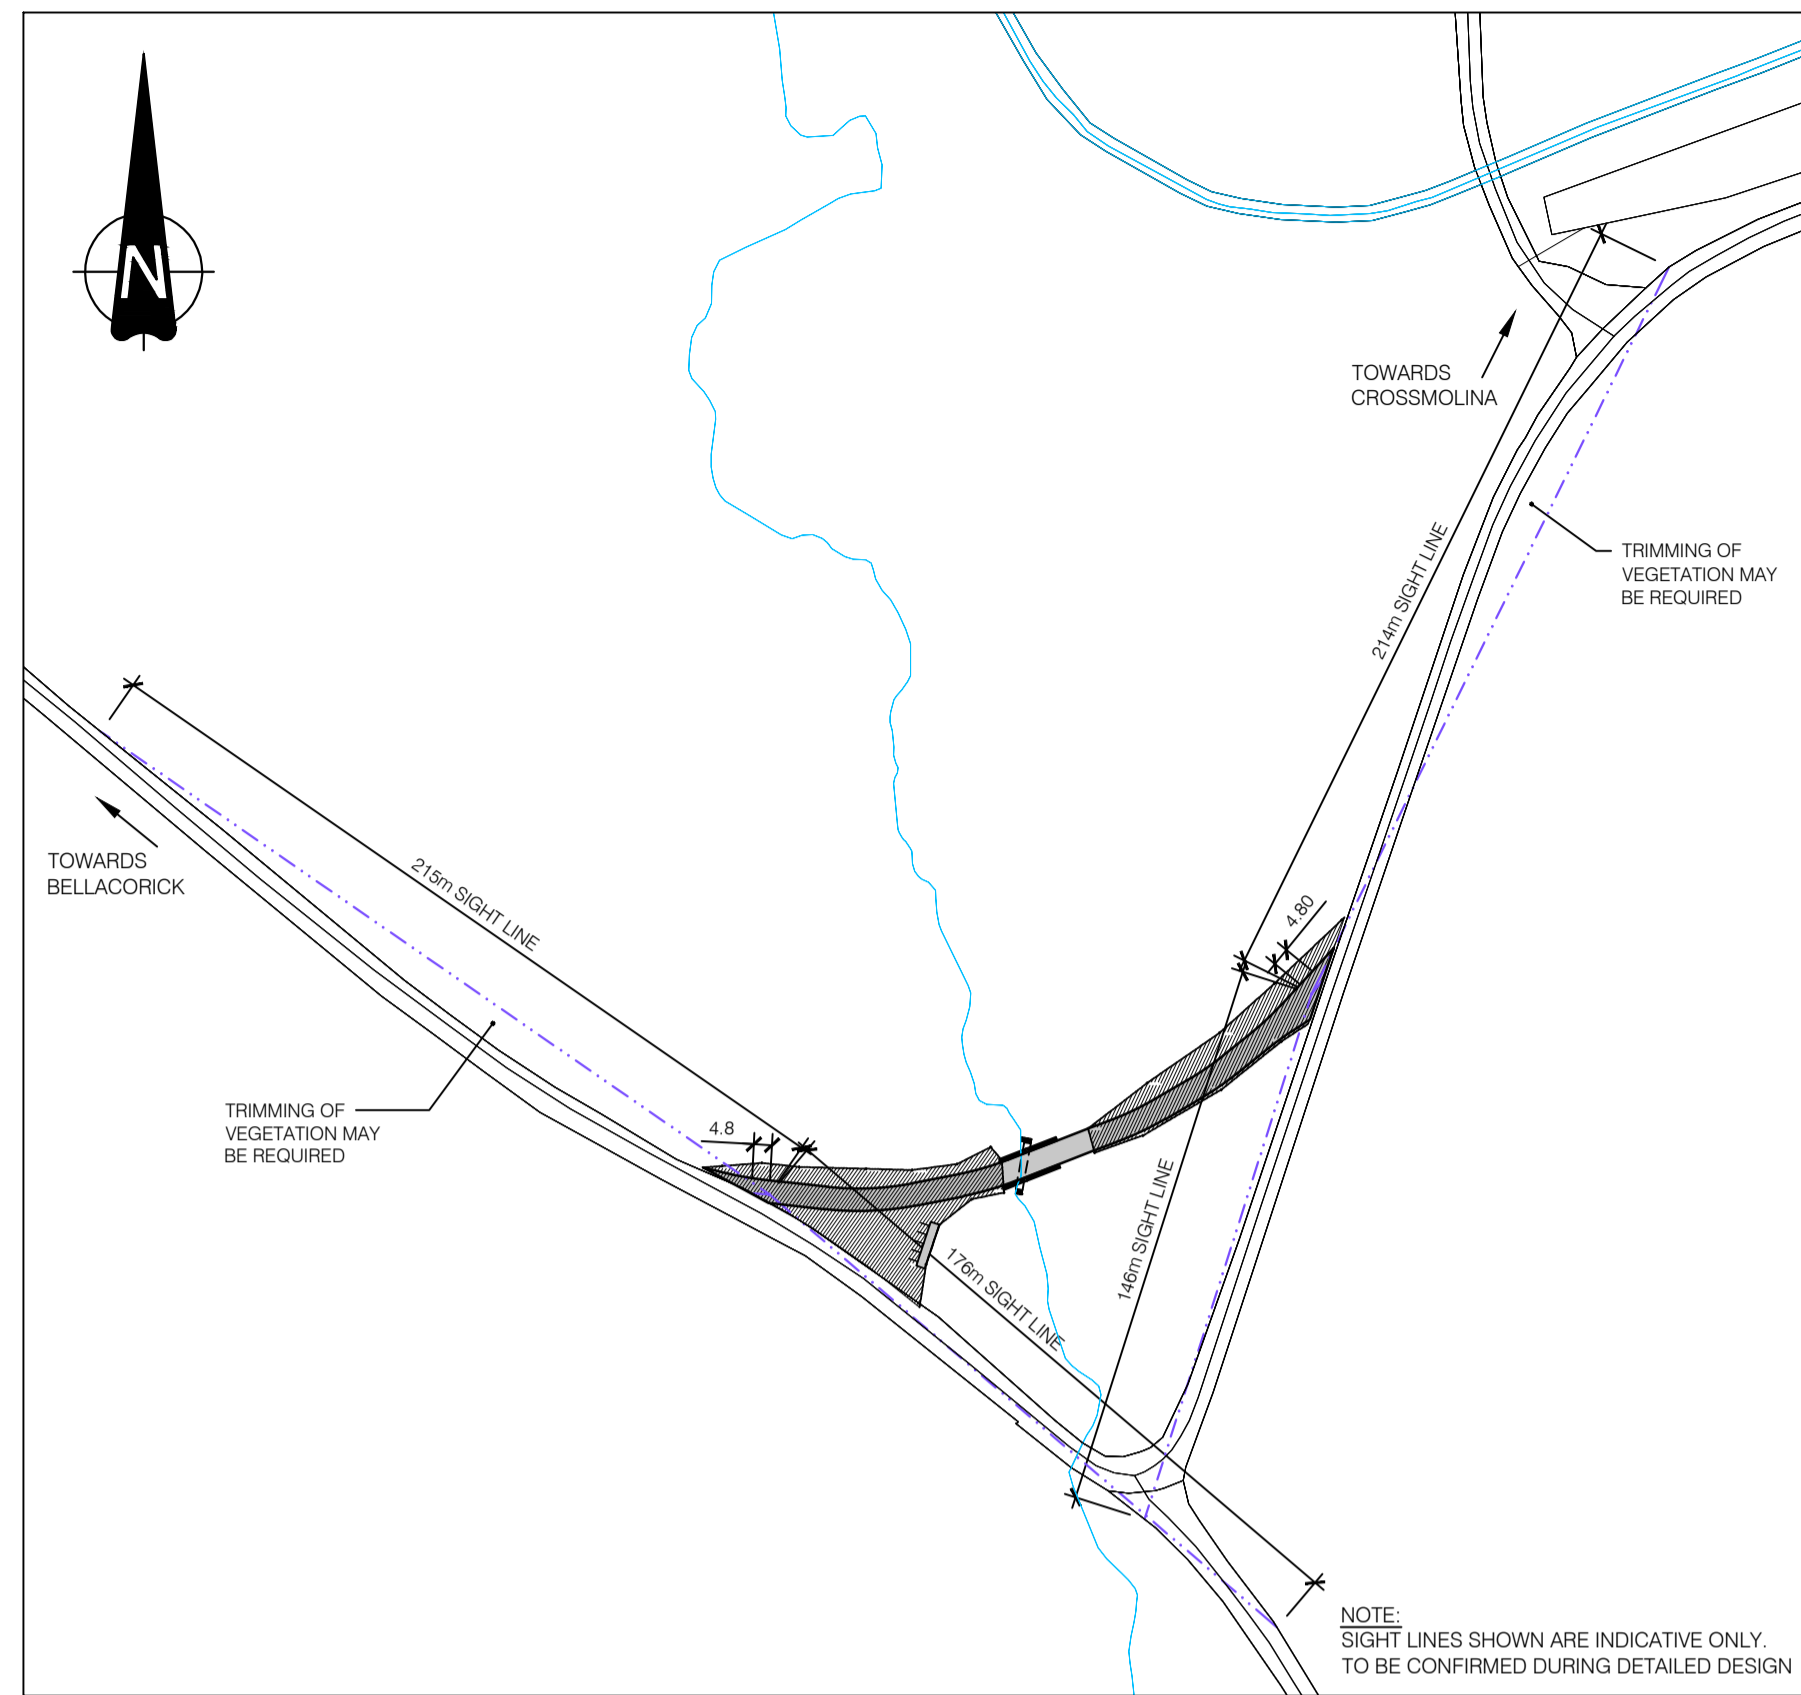 N
TOWARDS
CROSSMOLINA
214m SIGHT LINE
TRIMMING OF
VEGETATION MAY
BE REQUIRED
TOWARDS
BELLACORICK
215m SIGHT LINE
4.80
TRIMMING OF
VEGETATION MAY
BE REQUIRED
4.8
146m SIGHT LINE
176m SIGHT LINE
NOTE:
SIGHT LINES SHOWN ARE INDICATIVE ONLY.
TO BE CONFIRMED DURING DETAILED DESIGN